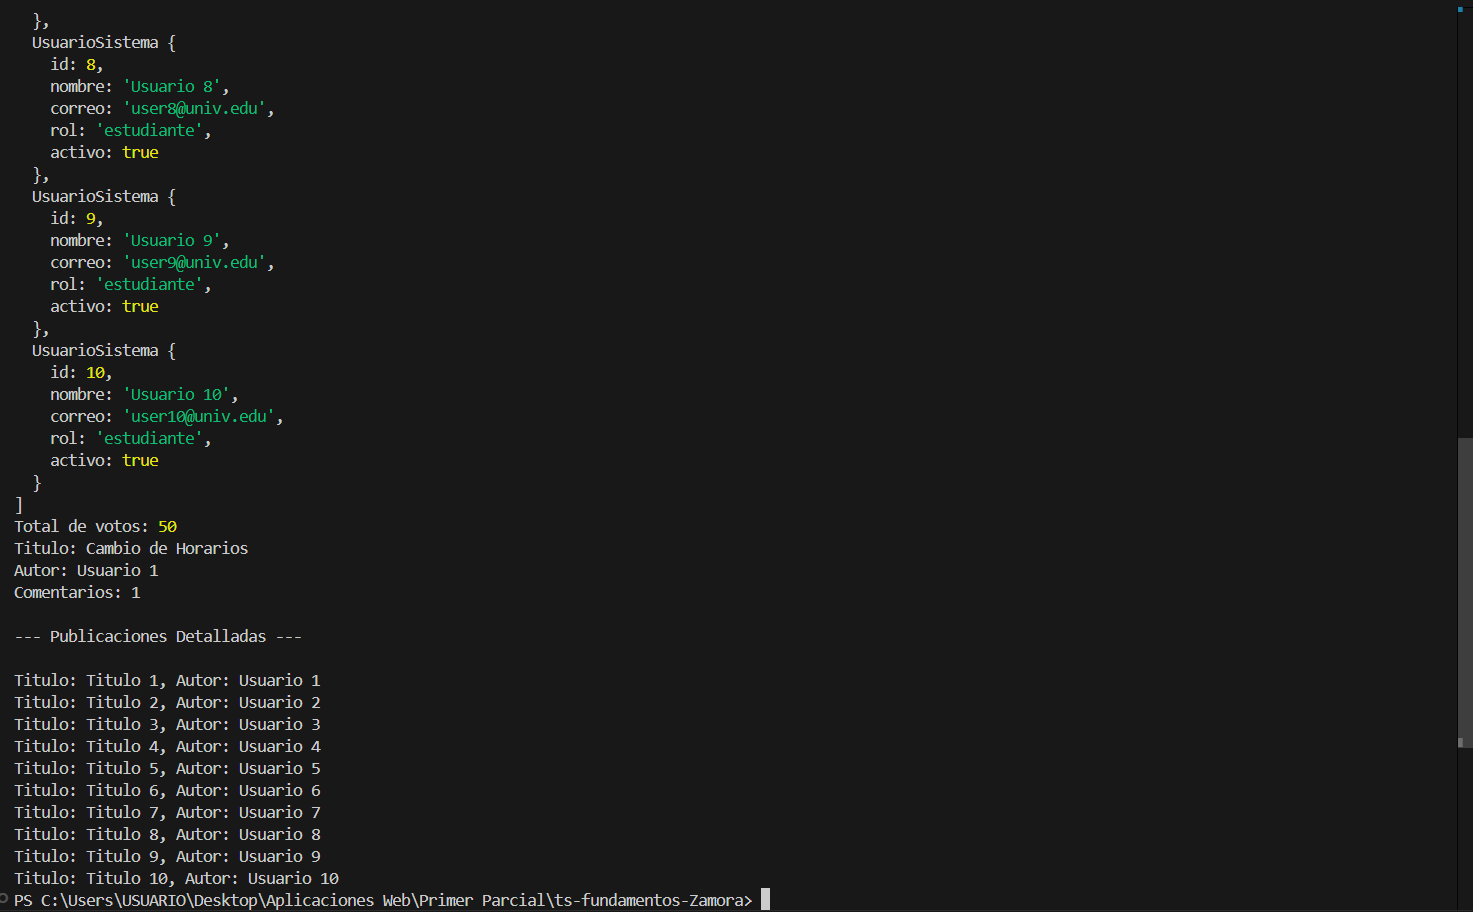 },
UsuarioSistema {
id: 8,
nombre: 'Usuario 8',
correo: 'user8@univ.edu',
rol: 'estudiante',
activo: true
},
UsuarioSistema {
id: 9,
nombre: 'Usuario 9',
correo: 'user9@univ.edu',
rol: 'estudiante',
activo: true
},
UsuarioSistema {
id: 10,
nombre: 'Usuario 10',
correo: 'user10@univ.edu',
rol: 'estudiante',
activo: true
}
]
Total de votos: 50
Titulo: Cambio de Horarios
Autor: Usuario 1
Comentarios: 1
--- Publicaciones Detalladas ---
Titulo: Titulo 1, Autor: Usuario 1
Titulo: Titulo 2, Autor: Usuario 2
Titulo: Titulo 3, Autor: Usuario 3
Titulo: Titulo 4, Autor: Usuario 4
Titulo: Titulo 5, Autor: Usuario 5
Titulo: Titulo 6, Autor: Usuario 6
Titulo: Titulo 7, Autor: Usuario 7
Titulo: Titulo 8, Autor: Usuario 8
Titulo: Titulo 9, Autor: Usuario 9
Titulo: Titulo 10, Autor: Usuario 10
PS C:\Users\USUARIO\Desktop\Aplicaciones Web\Primer Parcial\ts-fundamentos-Zamora>